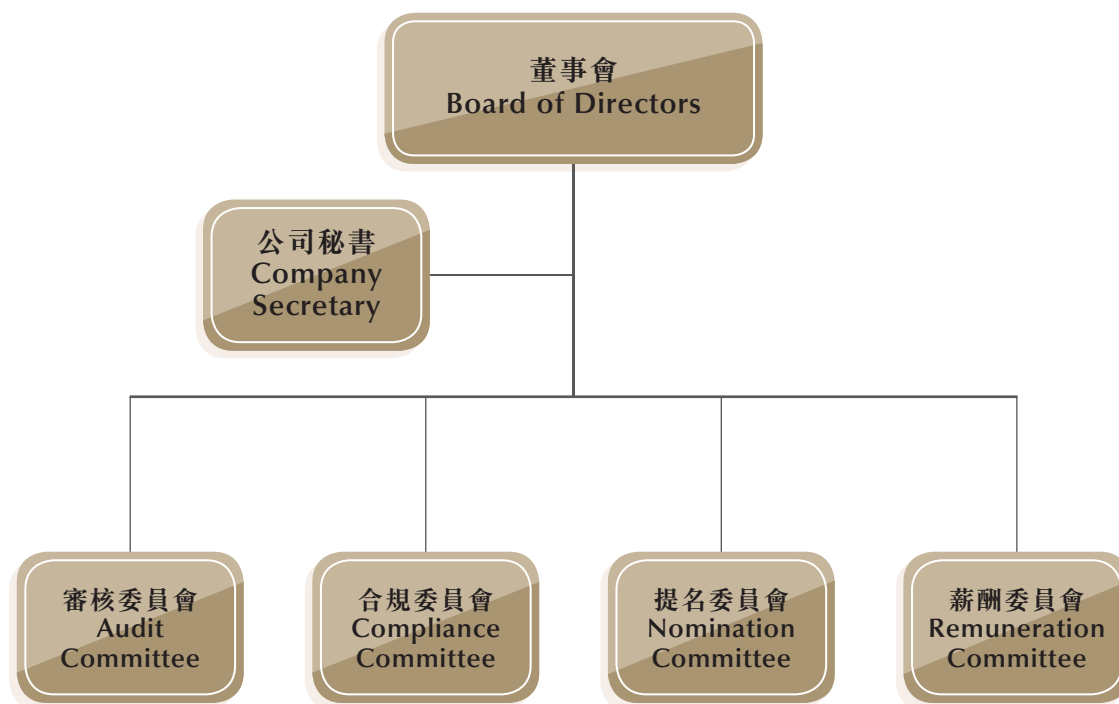 董事會
Board of Directors
公司秘書
Company
Secretary
審核委員會
Audit
Committee
合規委員會
Compliance
Committee
提名委員會
Nomination
Committee
薪酬委員會
Remuneration
Committee